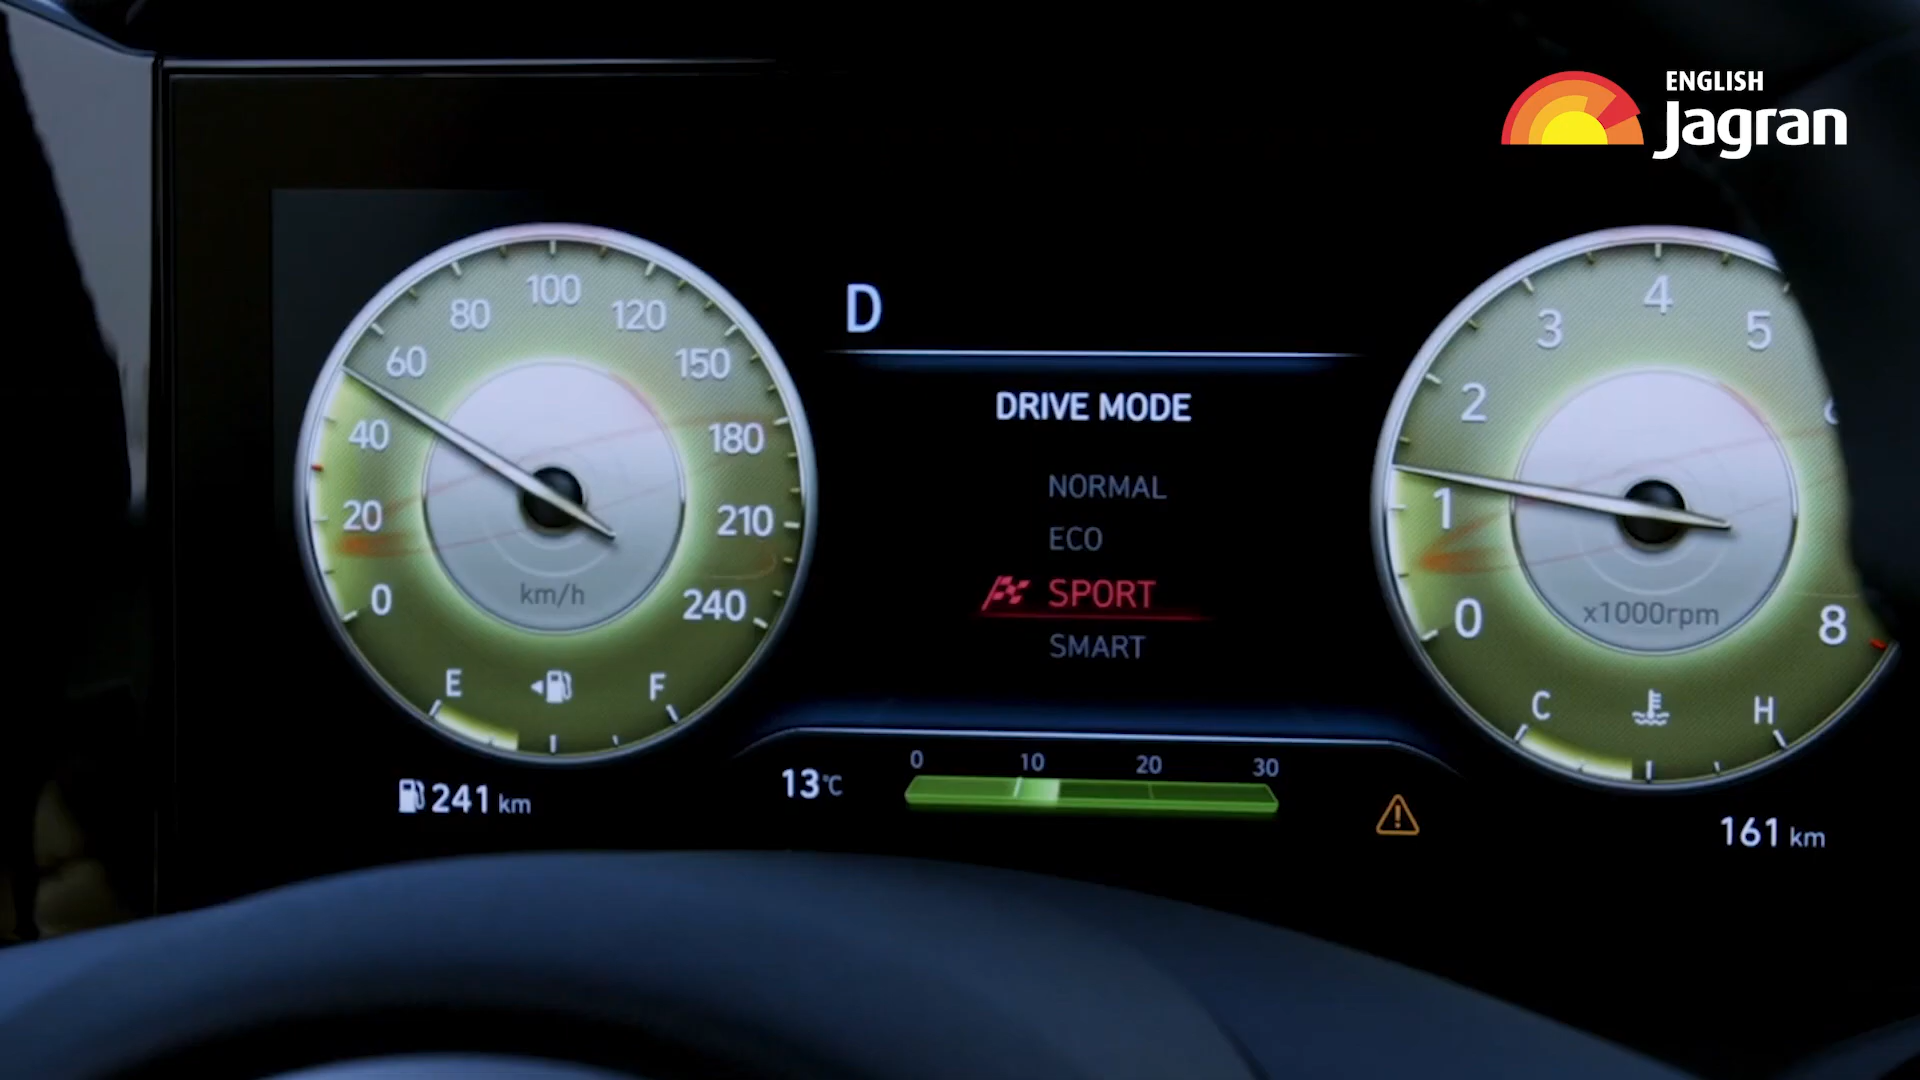 ENGLISH
Jagran
100
80
120
60
150
40
180
20
210
0
240
km/h
E
F
241 km
D
DRIVE MODE
NORMAL
ECO
SPORT
SMART
13°C
0 10 20 30
4
3
5
2
1
0
8
x1000rpm
C
H
161 km